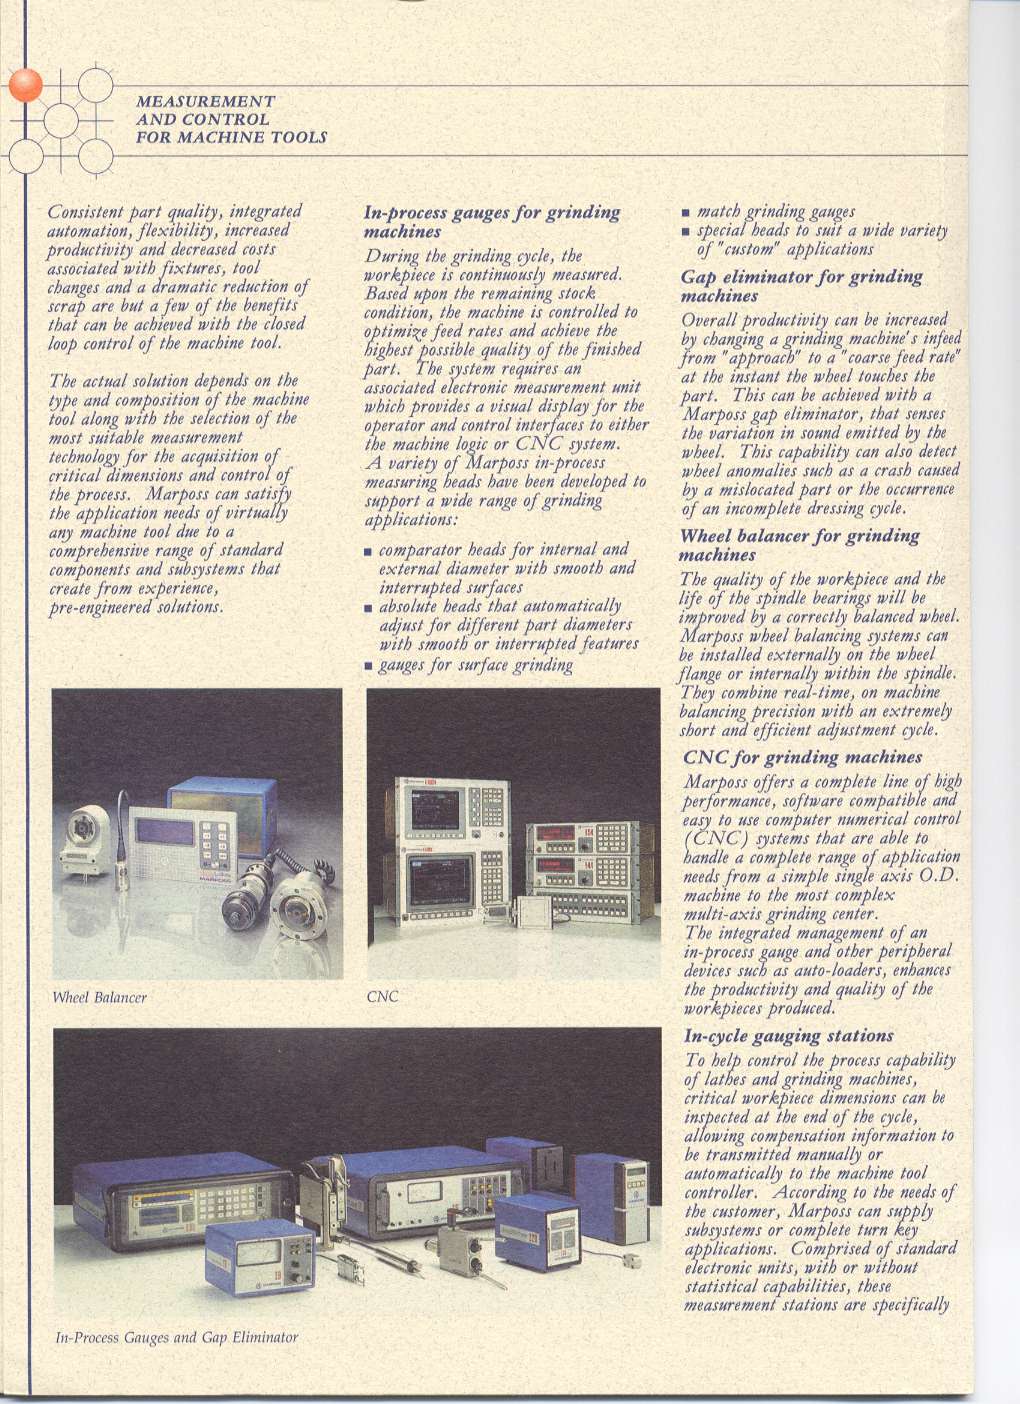 MEASUREMENT
AND CONTROL
FOR MACHINE TOOLS
Consistent part quality, integrated
automation, flexibility, increased
productivity and decreased costs
associated with fixtures, tool
changes and a dramatic reduction of
scrap are but a few of the benefits
that can be achieved with the closed
loop control of the machine tool.
The actual solution depends on the
type and composition of the machine
tool along with the selection of the
most suitable measurement
technology for the acquisition of
critical dimensions and control of
the process. Marposs can satisfy
the application needs of virtually
any machine tool due to a
comprehensive range of standard
components and subsystems that
create from experience,
pre-engineered solutions.
In-process gauges for grinding
machines
During the grinding cycle, the
workpiece is continuously measured.
Based upon the remaining stock
condition, the machine is controlled to
optimize feed rates and achieve the
highest possible quality of the finished
part. The system requires an
associated electronic measurement unit
which provides a visual display for the
operator and control interfaces to either
the machine logic or CNC system.
A variety of Marposs in-process
measuring heads have been developed to
support a wide range of grinding
applications:
■ comparator heads for internal and
external diameter with smooth and
interrupted surfaces
■ absolute heads that automatically
adjust for different part diameters
with smooth or interrupted features
■ gauges for surface grinding
■ match grinding gauges
■ special heads to suit a wide variety
of "custom" applications
Gap eliminator for grinding
machines
Overall productivity can be increased
by changing a grinding machine's infeed
from "approach" to a "coarse feed rate"
at the instant the wheel touches the
part. This can be achieved with a
Marposs gap eliminator, that senses
the variation in sound emitted by the
wheel. This capability can also detect
wheel anomalies such as a crash caused
by a mislocated part or the occurrence
of an incomplete dressing cycle.
Wheel balancer for grinding
machines
The quality of the workpiece and the
life of the spindle bearings will be
improved by a correctly balanced wheel.
Marposs wheel balancing systems can
be installed externally on the wheel
flange or internally within the spindle.
They combine real-time, on machine
balancing precision with an extremely
short and efficient adjustment cycle.
CNC for grinding machines
Marposs offers a complete line of high
performance, software compatible and
easy to use computer numerical control
(CNC) systems that are able to
handle a complete range of application
needs from a simple single axis O.D.
machine to the most complex
multi-axis grinding center.
The integrated management of an
in-process gauge and other peripheral
devices such as auto-loaders, enhances
the productivity and quality of the
workpieces produced.
In-cycle gauging stations
To help control the process capability
of lathes and grinding machines,
critical workpiece dimensions can be
inspected at the end of the cycle,
allowing compensation information to
be transmitted manually or
automatically to the machine tool
controller. According to the needs of
the customer, Marposs can supply
subsystems or complete turn key
applications. Comprised of standard
electronic units, with or without
statistical capabilities, these
measurement stations are specifically
Wheel Balancer
CNC
In-Process Gauges and Gap Eliminator